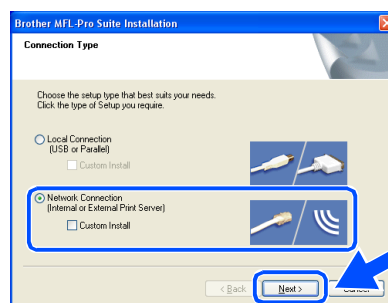 Brother MFL-Pro Suite Installation
Connection Type
Choose the setup type that best suits your needs.
Click the type of Setup you require.
Local Connection
(USB or Parallel)
Custom Install
Network Connection
(Internal or External Print Server)
Custom Install
< Back Next >